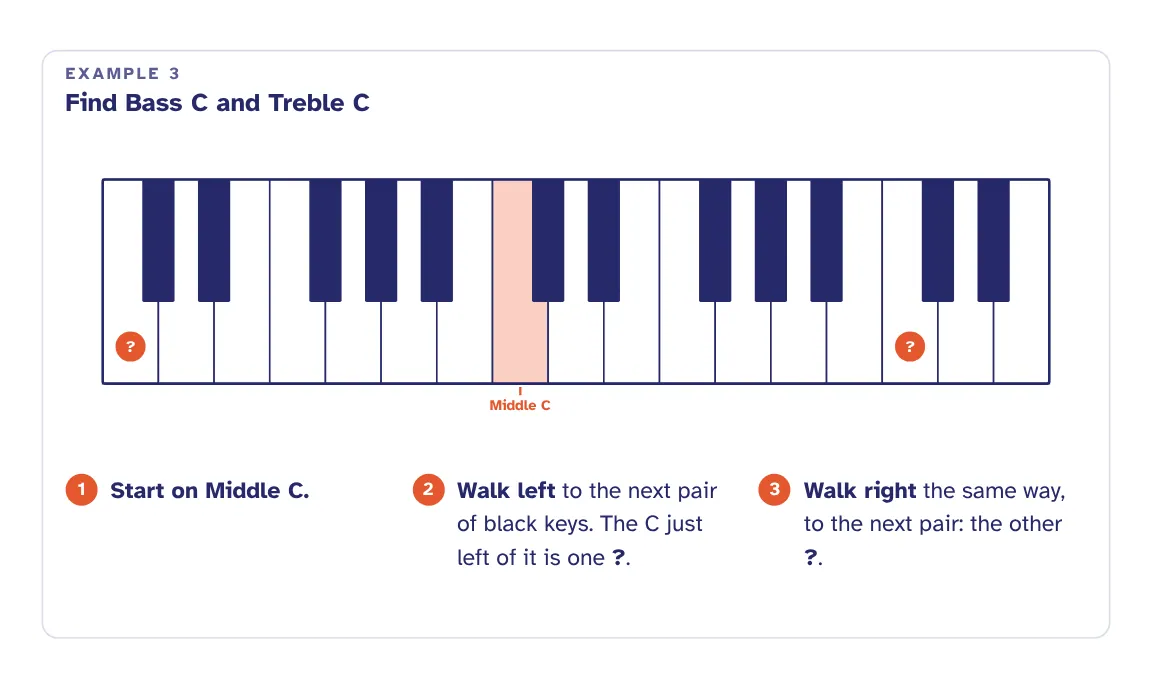 EXAMPLE 3
Find Bass C and Treble C
?
?
Middle C
1
Start on Middle C.
2
Walk left to the next pair
of black keys. The C just
left of it is one ?.
3
Walk right the same way,
to the next pair: the other
?.